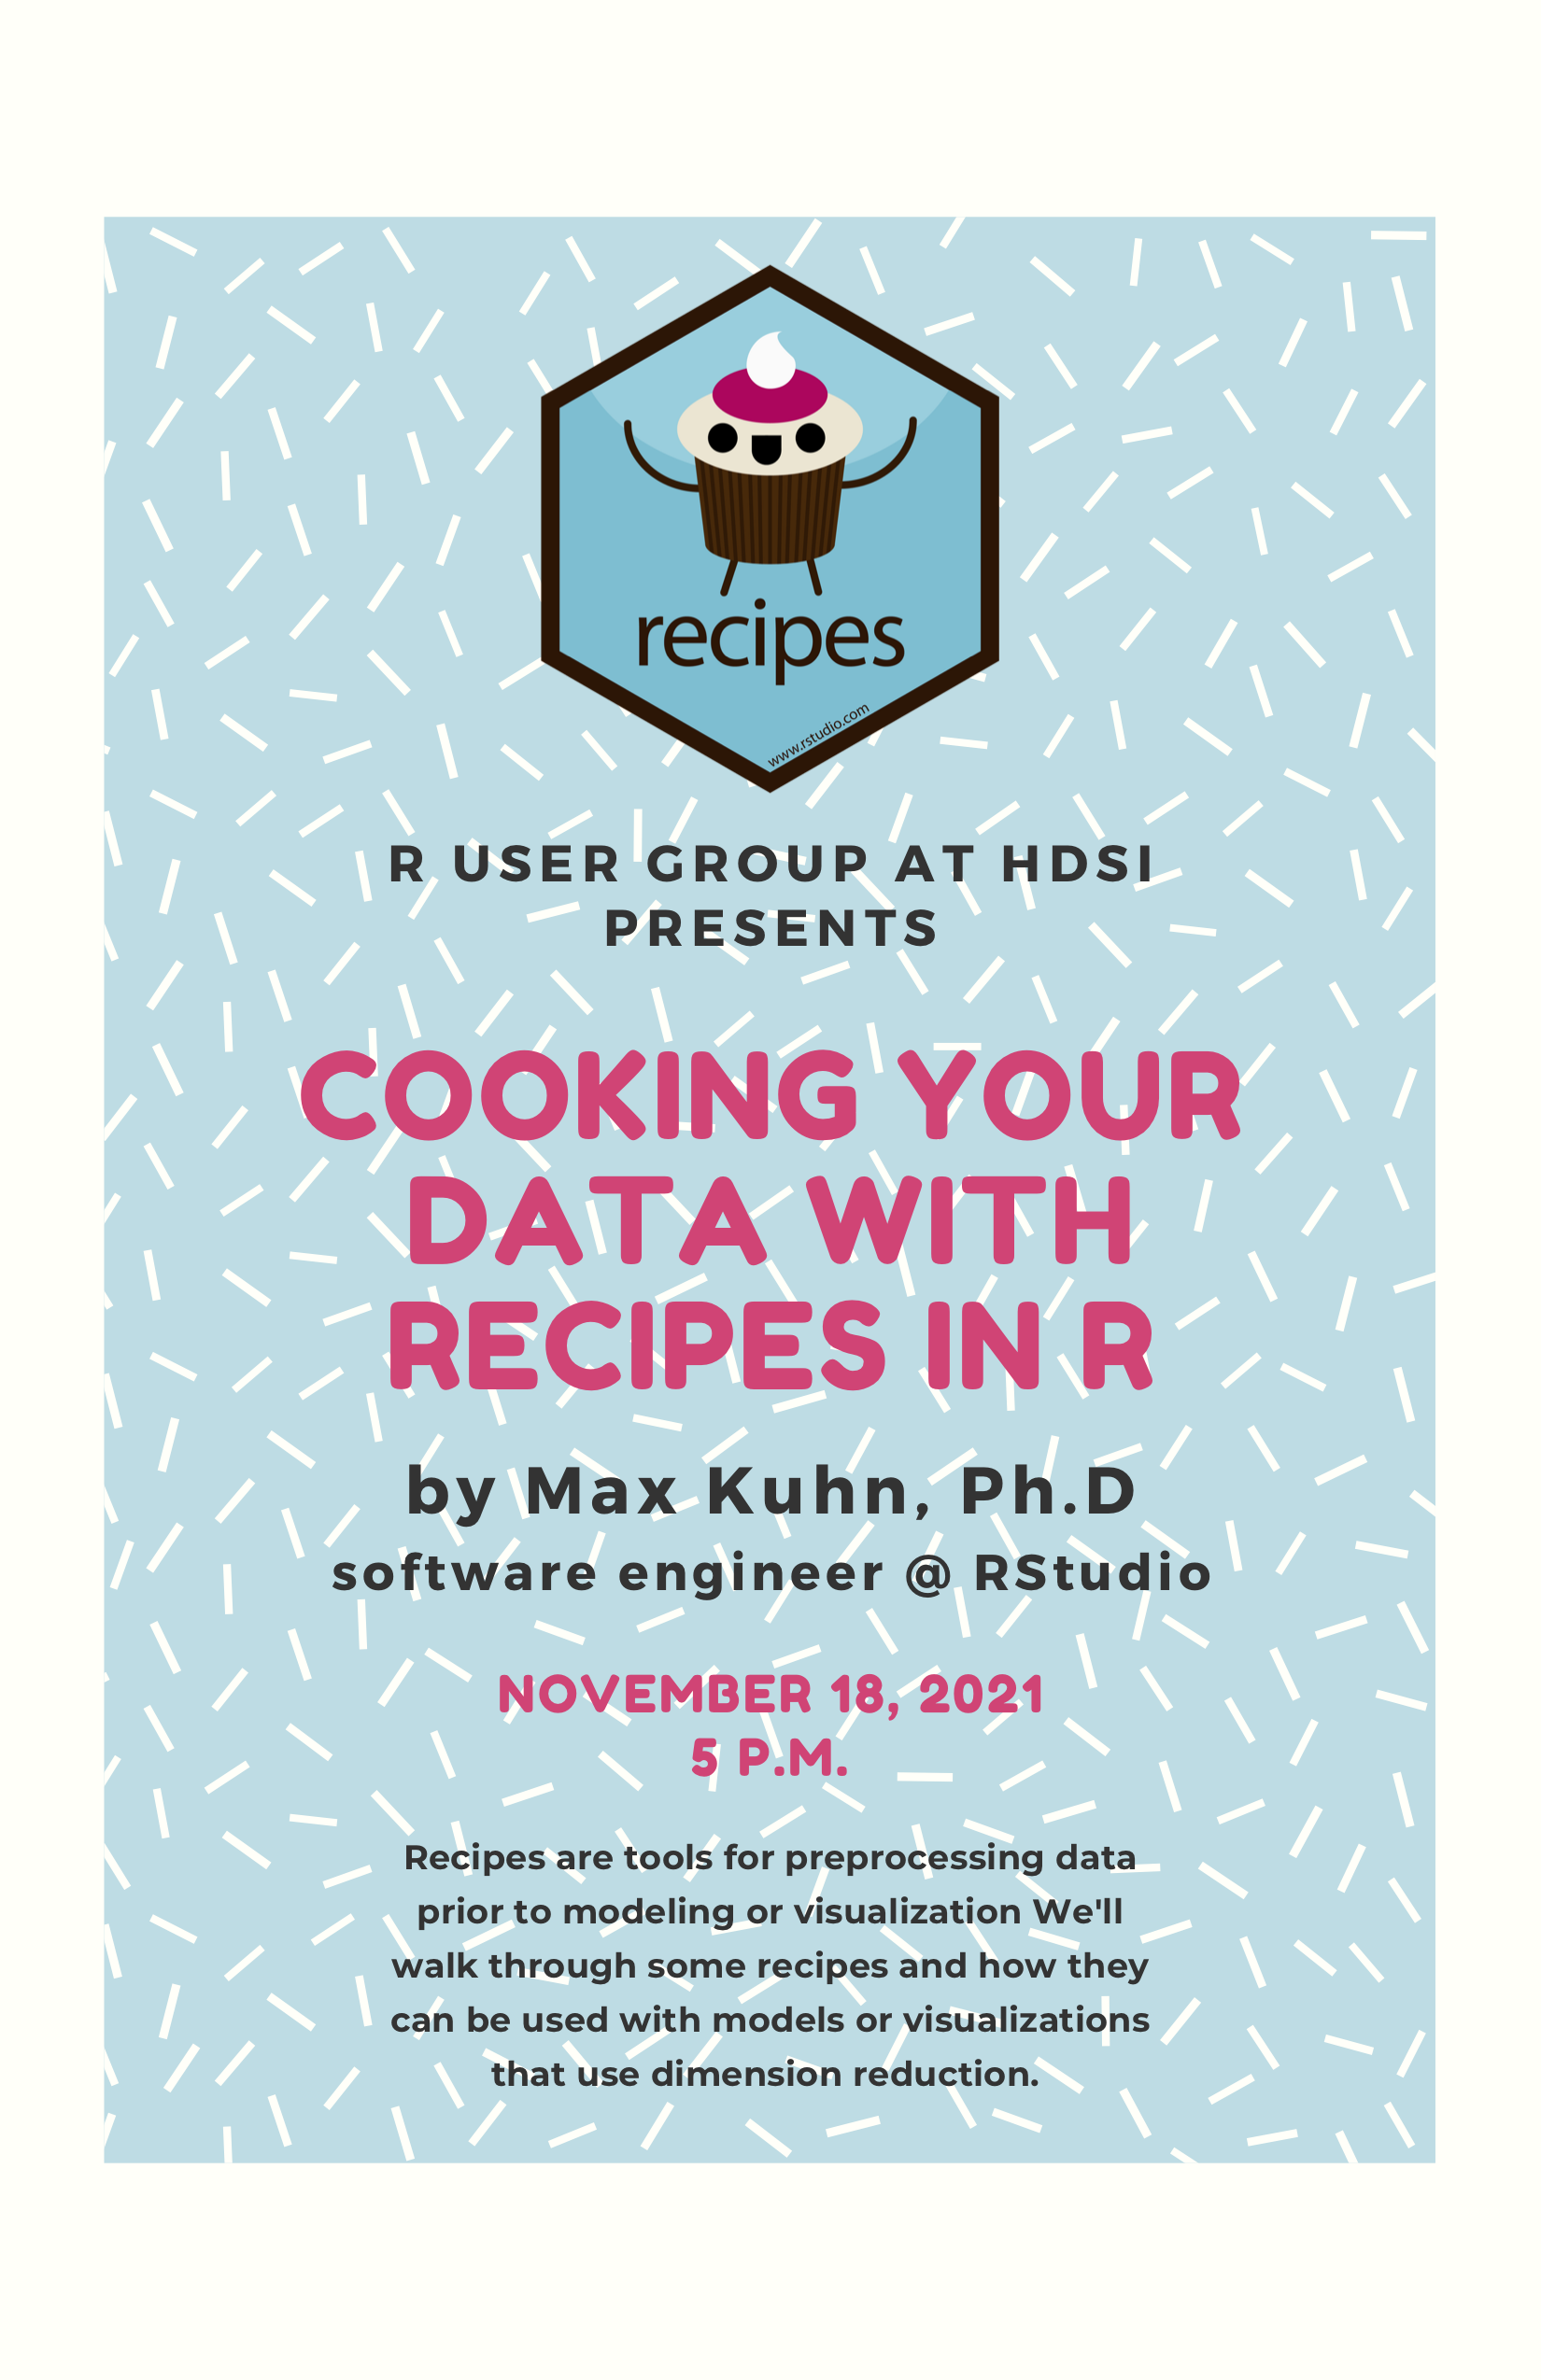 recipes
www.rstudio.com
R USER GROUP AT HDSI
PRESENTS
COOKING YOUR
DATA WITH
RECIPES IN R
by Max Kuhn, Ph.D
software engineer @ RStudio
NOVEMBER 18, 2021
5 P.M.
Recipes are tools for preprocessing data
prior to modeling or visualization We'll
walk through some recipes and how they
can be used with models or visualizations
that use dimension reduction.